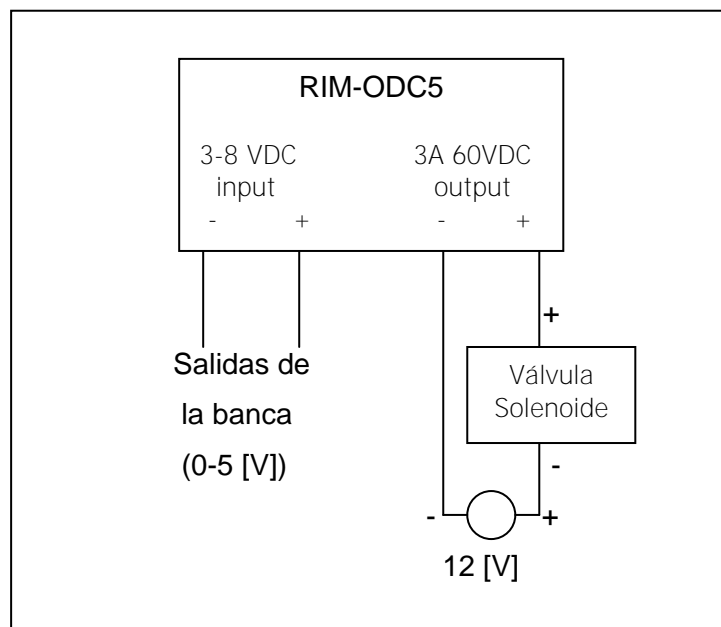 RIM-ODC5
3-8 VDC
input
3A 60VDC
output
- + - +
+
Salidas de
la banca
(0-5 [V])
Válvula
Solenoide
-
- +
12 [V]